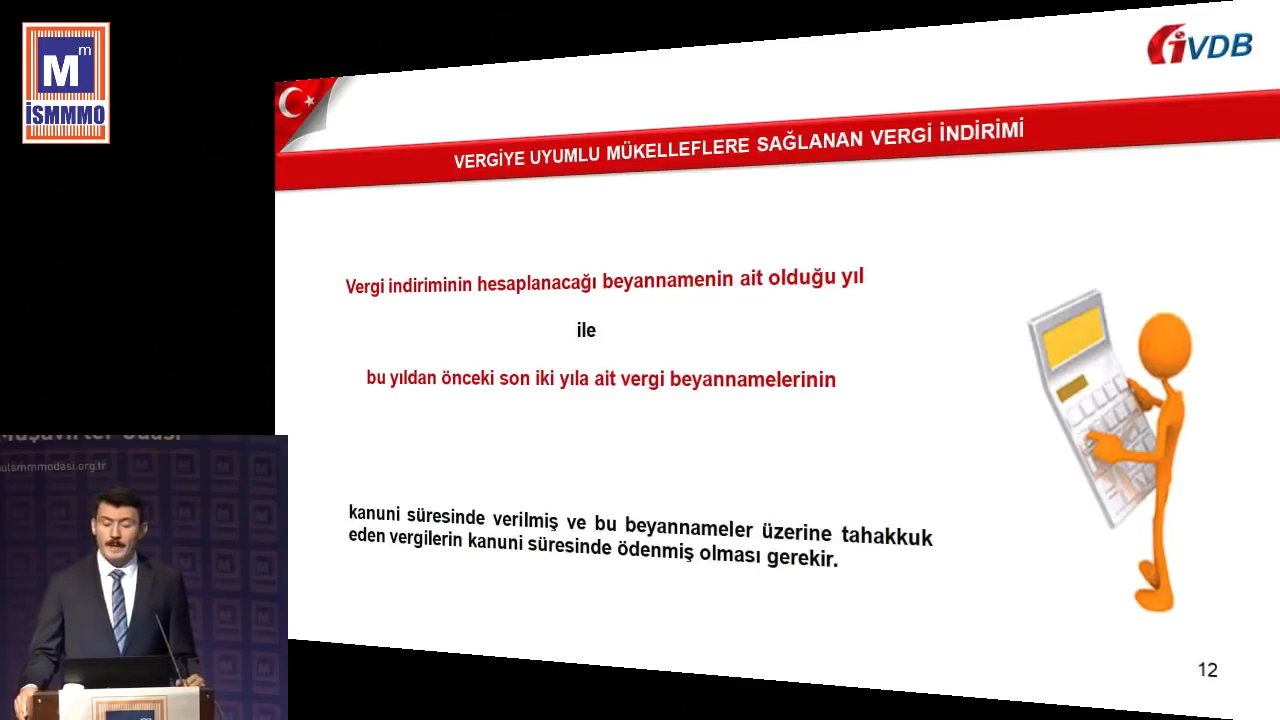 Mm
İSMMMO
iVDB
VERGİYE UYUMLU MÜKELLEFLERE SAĞLANAN VERGİ İNDİRİMİ
Vergi indiriminin hesaplanacağı beyannamenin ait olduğu yıl
ile
bu yıldan önceki son iki yıla ait vergi beyannamelerinin
kanuni süresinde verilmiş ve bu beyannameler üzerine tahakkuk
eden vergilerin kanuni süresinde ödenmiş olması gerekir.
12